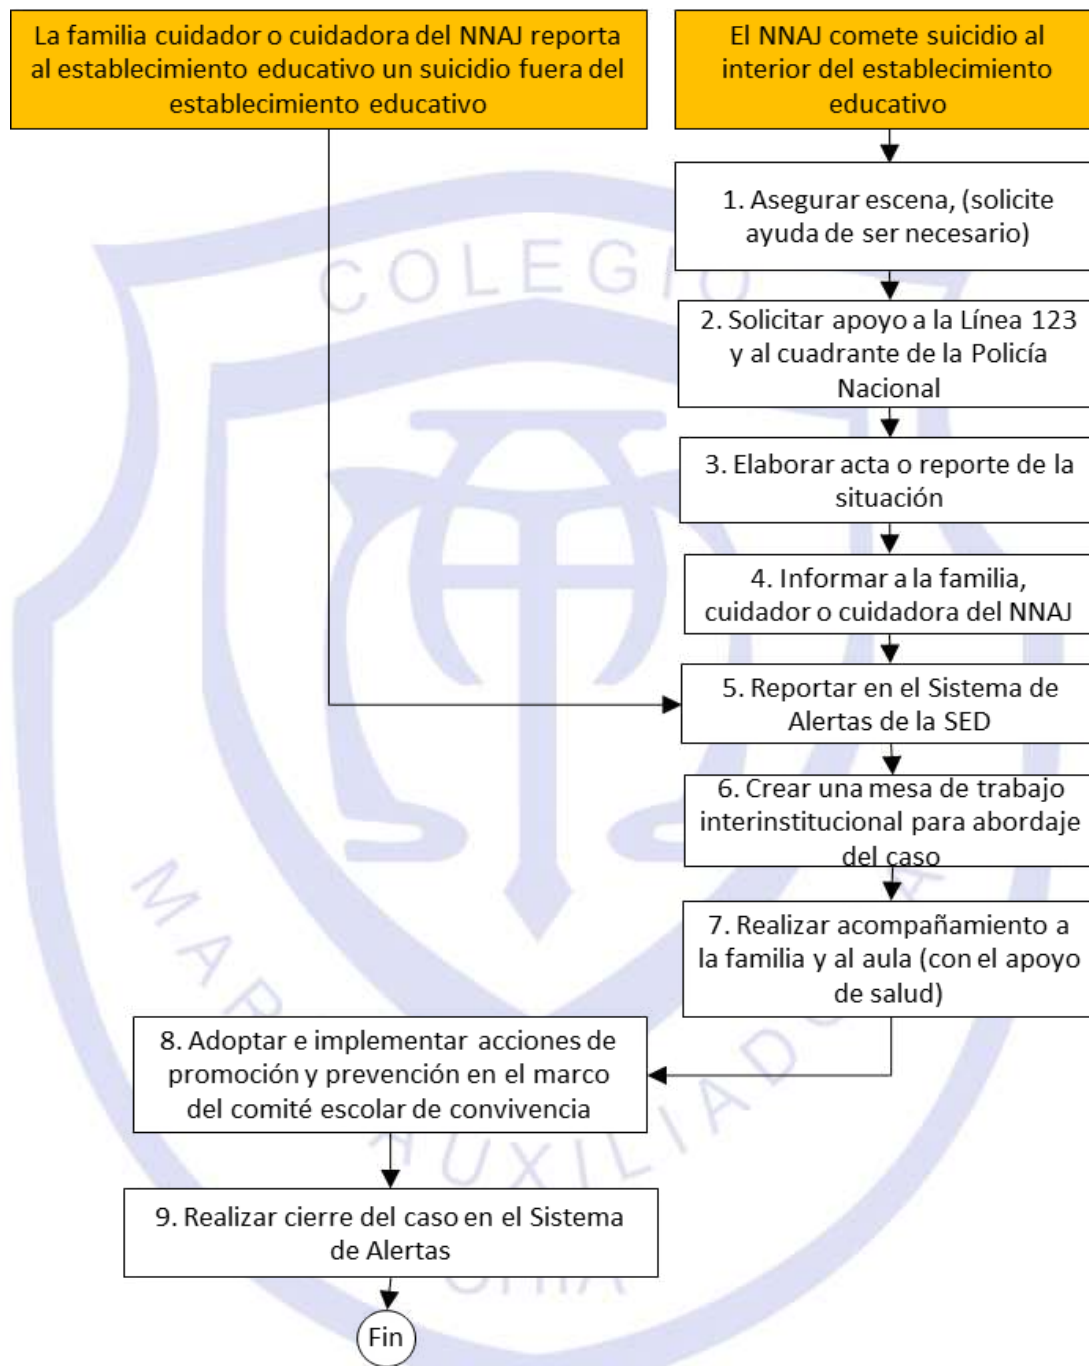 La familia cuidador o cuidadora del NNAJ reporta
al establecimiento educativo un suicidio fuera del
establecimiento educativo
El NNAJ comete suicidio al
interior del establecimiento
educativo
1. Asegurar escena, (solicite
ayuda de ser necesario)
2. Solicitar apoyo a la Línea 123
y al cuadrante de la Policía
Nacional
3. Elaborar acta o reporte de la
situación
4. Informar a la familia,
cuidador o cuidadora del NNAJ
5. Reportar en el Sistema de
Alertas de la SED
6. Crear una mesa de trabajo
interinstitucional para abordaje
del caso
7. Realizar acompañamiento a
la familia y al aula (con el apoyo
de salud)
8. Adoptar e implementar acciones de
promoción y prevención en el marco
del comité escolar de convivencia
9. Realizar cierre del caso en el Sistema
de Alertas
Fin
COLEGIO
AUXILIADORA